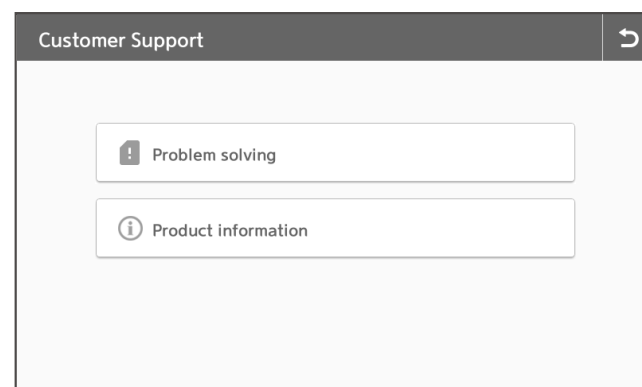 Customer Support
Problem solving
Product information